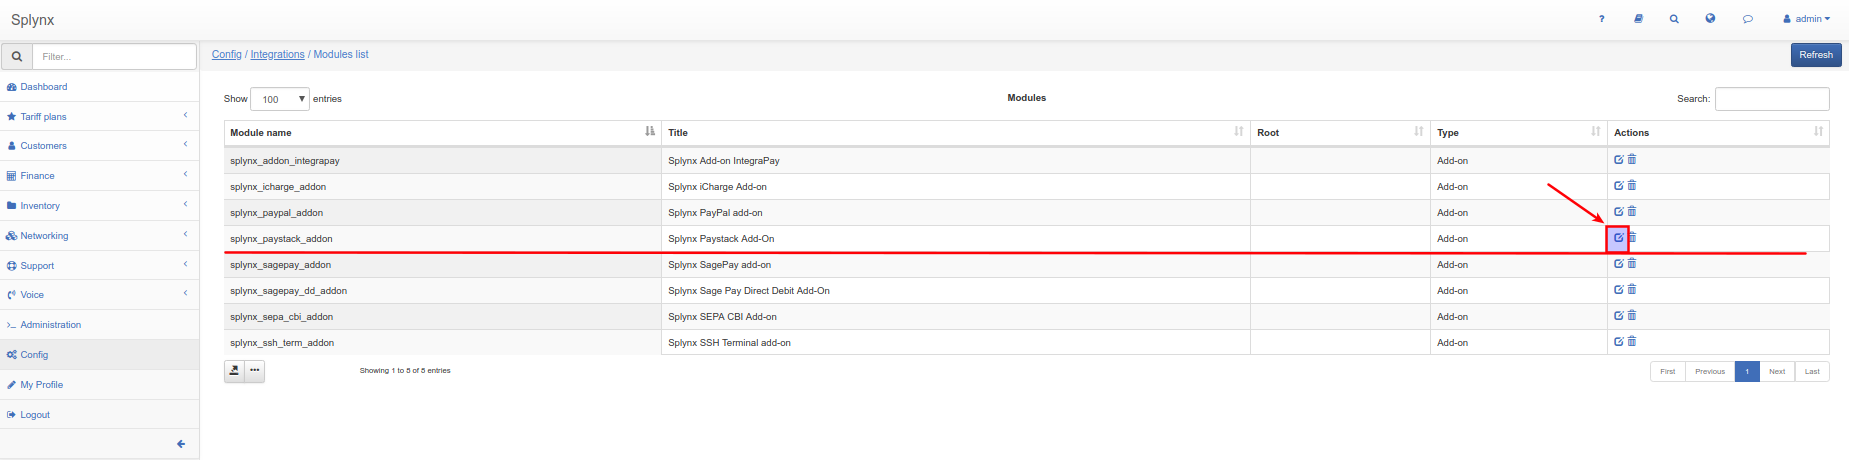 Splynx
? admin
Filter...
Config / Integrations / Modules list
Refresh
Dashboard
Tariff plans
Customers
Finance
Inventory
Networking
Support
Voice
Administration
Config
My Profile
Logout
Show 100 entries
Modules
Search:
Module name Title Root Type Actions
splynx_addon_integrapay Splynx Add-on IntegraPay Add-on
splynx_icharge_addon Splynx iCharge Add-on Add-on
splynx_paypal_addon Splynx PayPal add-on Add-on
splynx_paystack_addon Splynx Paystack Add-On Add-on
splynx_sagepay_addon Splynx SagePay add-on Add-on
splynx_sagepay_dd_addon Splynx Sage Pay Direct Debit Add-On Add-on
splynx_sepa_cbi_addon Splynx SEPA CBI Add-on Add-on
splynx_ssh_term_addon Splynx SSH Terminal add-on Add-on
Showing 1 to 8 of 8 entries
First Previous 1 Next Last